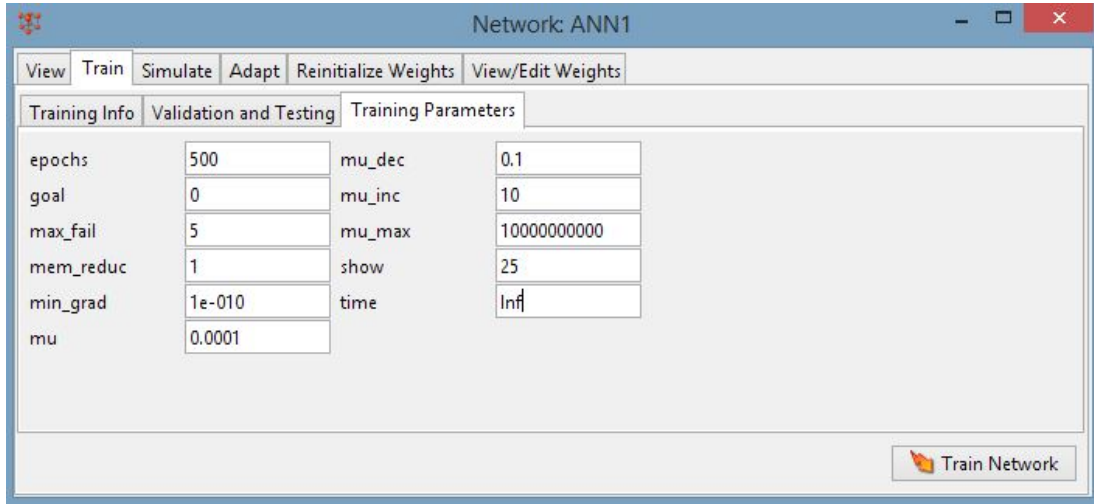 Network: ANN1
View Train Simulate Adapt Reinitialize Weights View/Edit Weights
Training Info Validation and Testing Training Parameters
epochs 500 mu_dec 0.1
goal 0 mu_inc 10
max_fail 5 mu_max 10000000000
mem_reduc 1 show 25
min_grad 1e-010 time Inf
mu 0.0001
Train Network